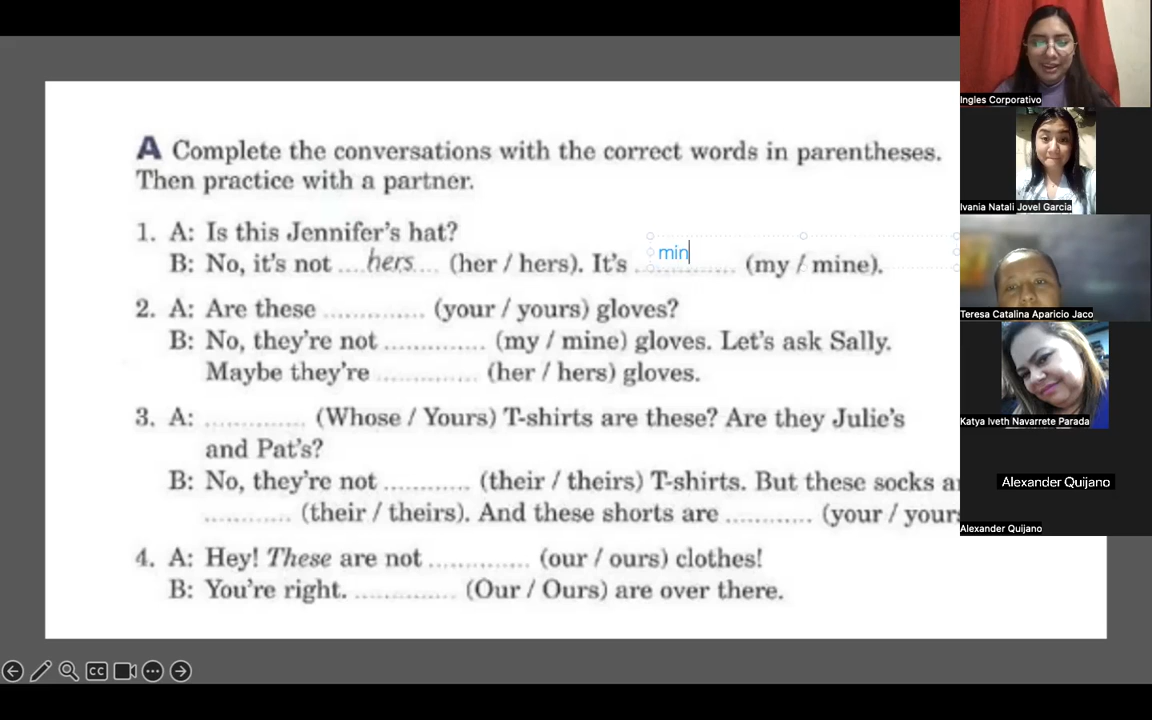 A Complete the conversations with the correct words in parentheses.
Then practice with a partner.
1. A: Is this Jennifer's hat?
B: No, it's not ....hers.... (her / hers). It's .............. (my / mine).
min
2. A: Are these .............. (your / yours) gloves?
B: No, they're not .............. (my / mine) gloves. Let's ask Sally.
Maybe they're .............. (her / hers) gloves.
3. A: .............. (Whose / Yours) T-shirts are these? Are they Julie's
and Pat's?
B: No, they're not ............ (their / theirs) T-shirts. But these socks
............ (their / theirs). And these shorts are ............ (your / yours
4. A: Hey! These are not .............. (our / ours) clothes!
B: You're right. .............. (Our / Ours) are over there.
CC
Ingles Corporativo
Ivania Natali Jovel Garcia
Teresa Catalina Aparicio Jaco
Katya Iveth Navarrete Parada
Alexander Quijano
Alexander Quijano